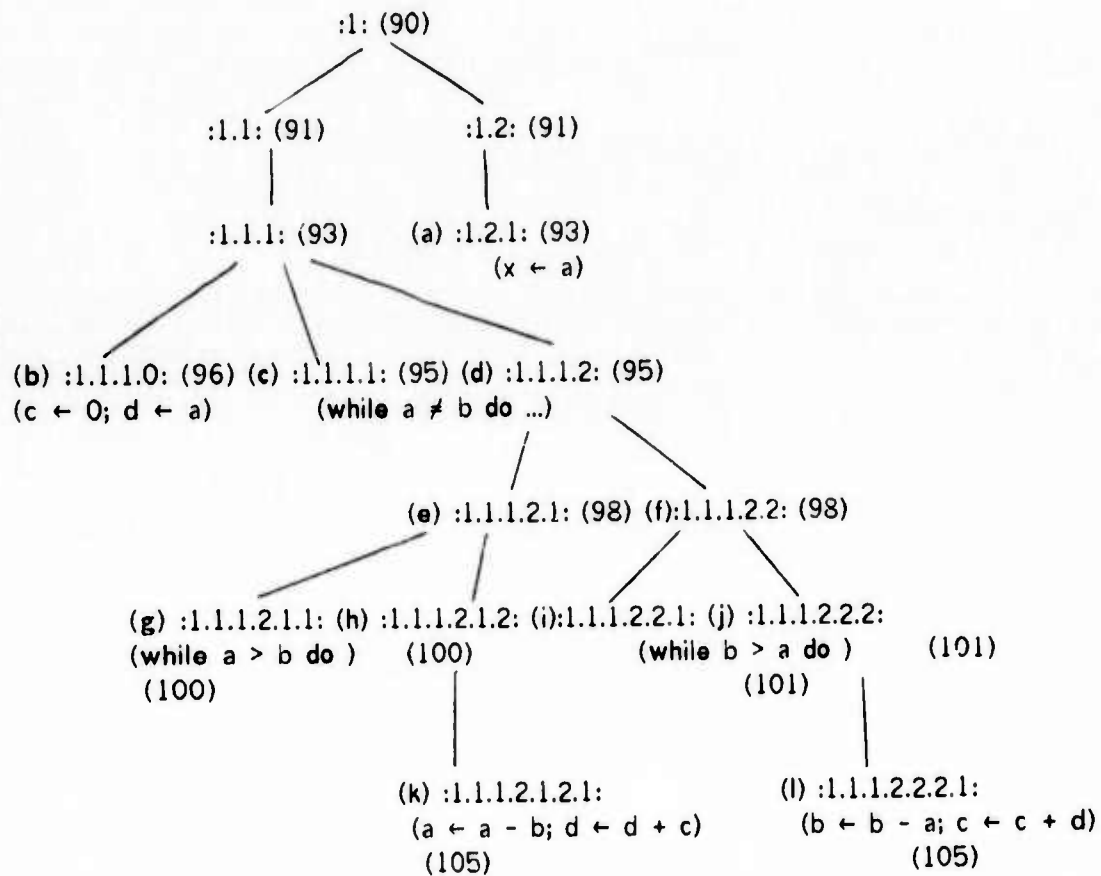 :1: (90)
:1.1: (91) :1.2: (91)
:1.1.1: (93) (a) :1.2.1: (93)
(x ← a)
(b) :1.1.1.0: (96) (c) :1.1.1.1: (95) (d) :1.1.1.2: (95)
(c ← 0; d ← a) (while a ≠ b do ...)
(e) :1.1.1.2.1: (98) (f):1.1.1.2.2: (98)
(g) :1.1.1.2.1.1: (h) :1.1.1.2.1.2: (i):1.1.1.2.2.1: (j) :1.1.1.2.2.2:
(while a > b do ) (100) (while b > a do ) (101)
(100) (101)
(k) :1.1.1.2.1.2.1: (l) :1.1.1.2.2.2.1:
(a ← a - b; d ← d + c) (b ← b - a; c ← c + d)
(105) (105)